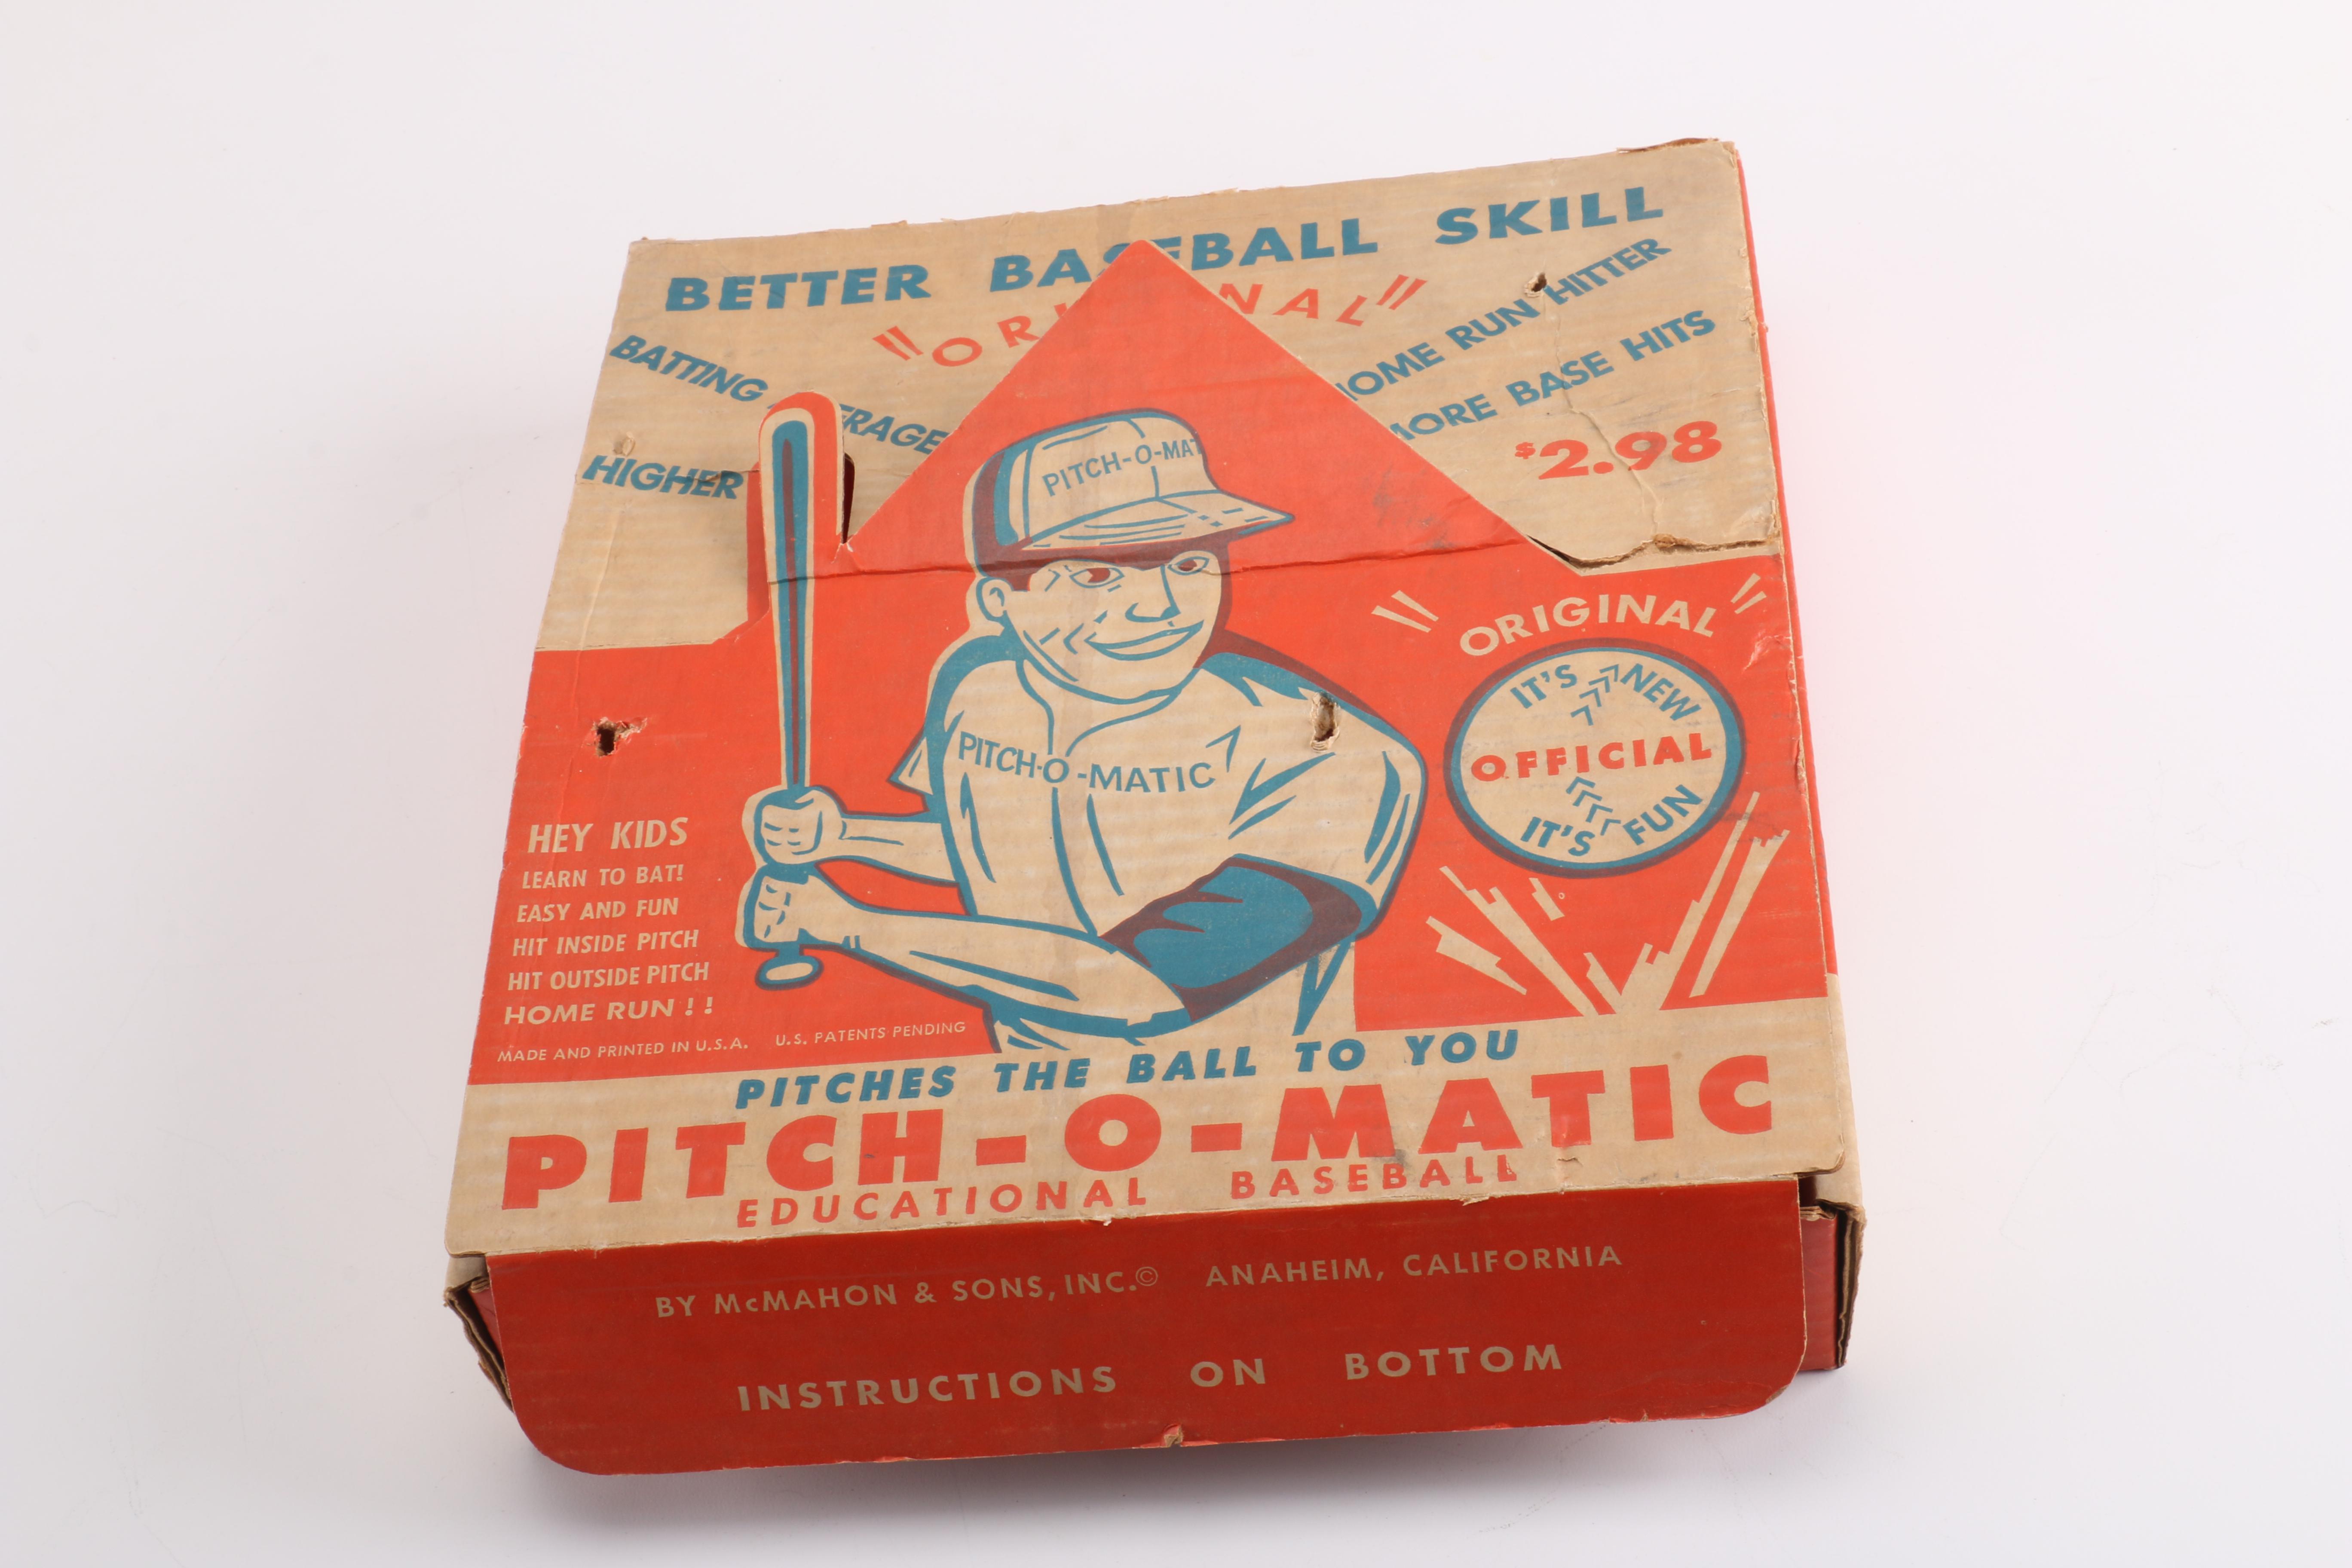 BETTER BASEBALL SKILL
"ORIGINAL"
BATTING AVERAGE
HIGHER
HOME RUN HITTER
MORE BASE HITS
$2.98
PITCH-O-MAT
PITCH-O-MATIC
"ORIGINAL"
IT'S NEW
OFFICIAL
IT'S FUN
HEY KIDS
LEARN TO BAT!
EASY AND FUN
HIT INSIDE PITCH
HIT OUTSIDE PITCH
HOME RUN!!
MADE AND PRINTED IN U.S.A. U.S. PATENTS PENDING
PITCHES THE BALL TO YOU
PITCH-O-MATIC
EDUCATIONAL BASEBALL
BY McMAHON & SONS, INC.© ANAHEIM, CALIFORNIA
INSTRUCTIONS ON BOTTOM